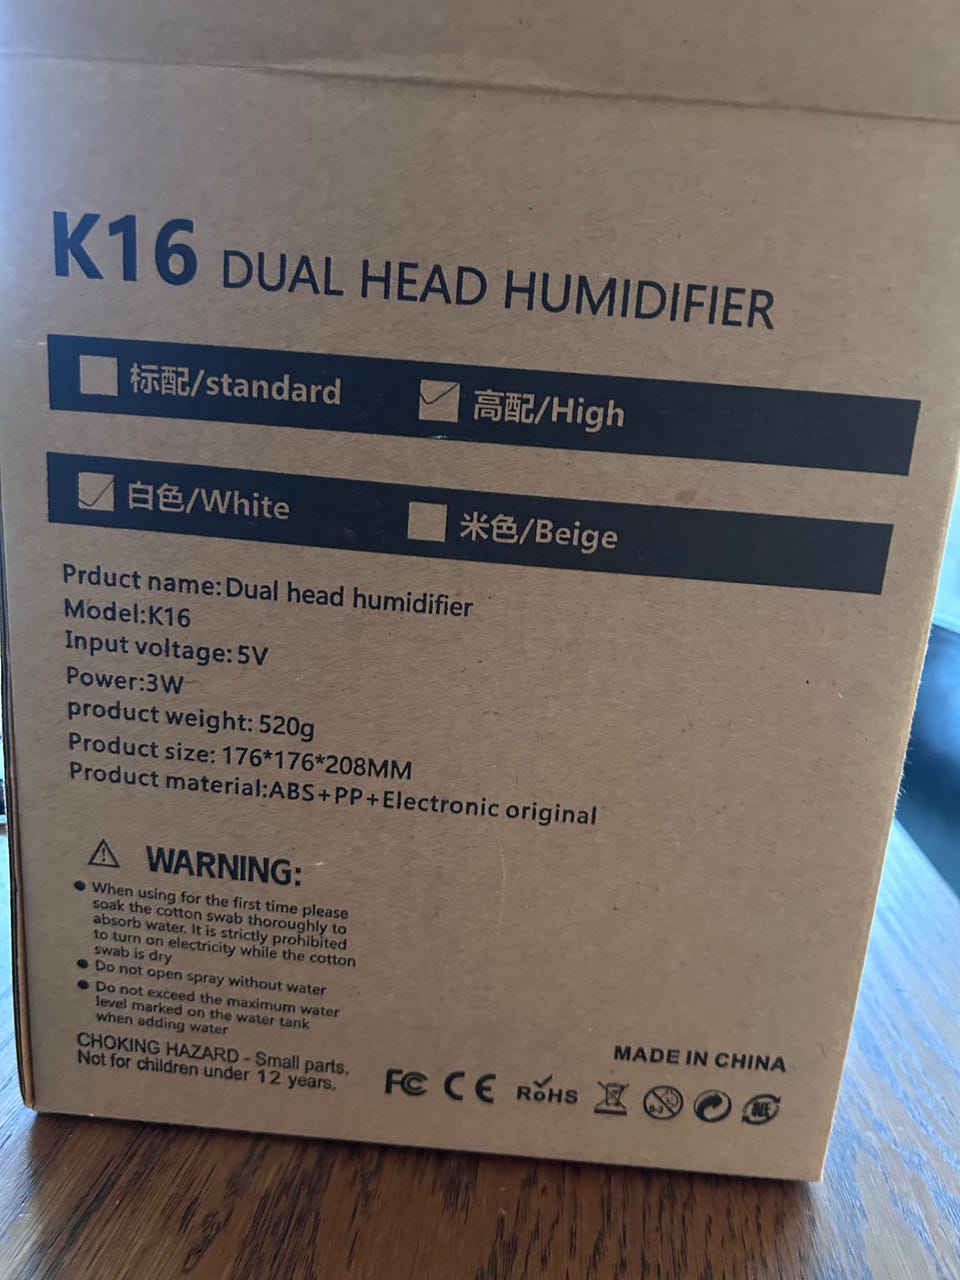 K16 DUAL HEAD HUMIDIFIER
标配/standard 高配/High
白色/White 米色/Beige
Prduct name:Dual head humidifier
Model:K16
Input voltage:5V
Power:3W
product weight: 520g
Product size: 176*176*208MM
Product material:ABS+PP+Electronic original
WARNING:
When using for the first time please
soak the cotton swab thoroughly to
absorb water. It is strictly prohibited
to turn on electricity while the cotton
swab is dry
Do not open spray without water
Do not exceed the maximum water
level marked on the water tank
when adding water
CHOKING HAZARD - Small parts.
Not for children under 12 years.
MADE IN CHINA
FC CE RoHS 0-3